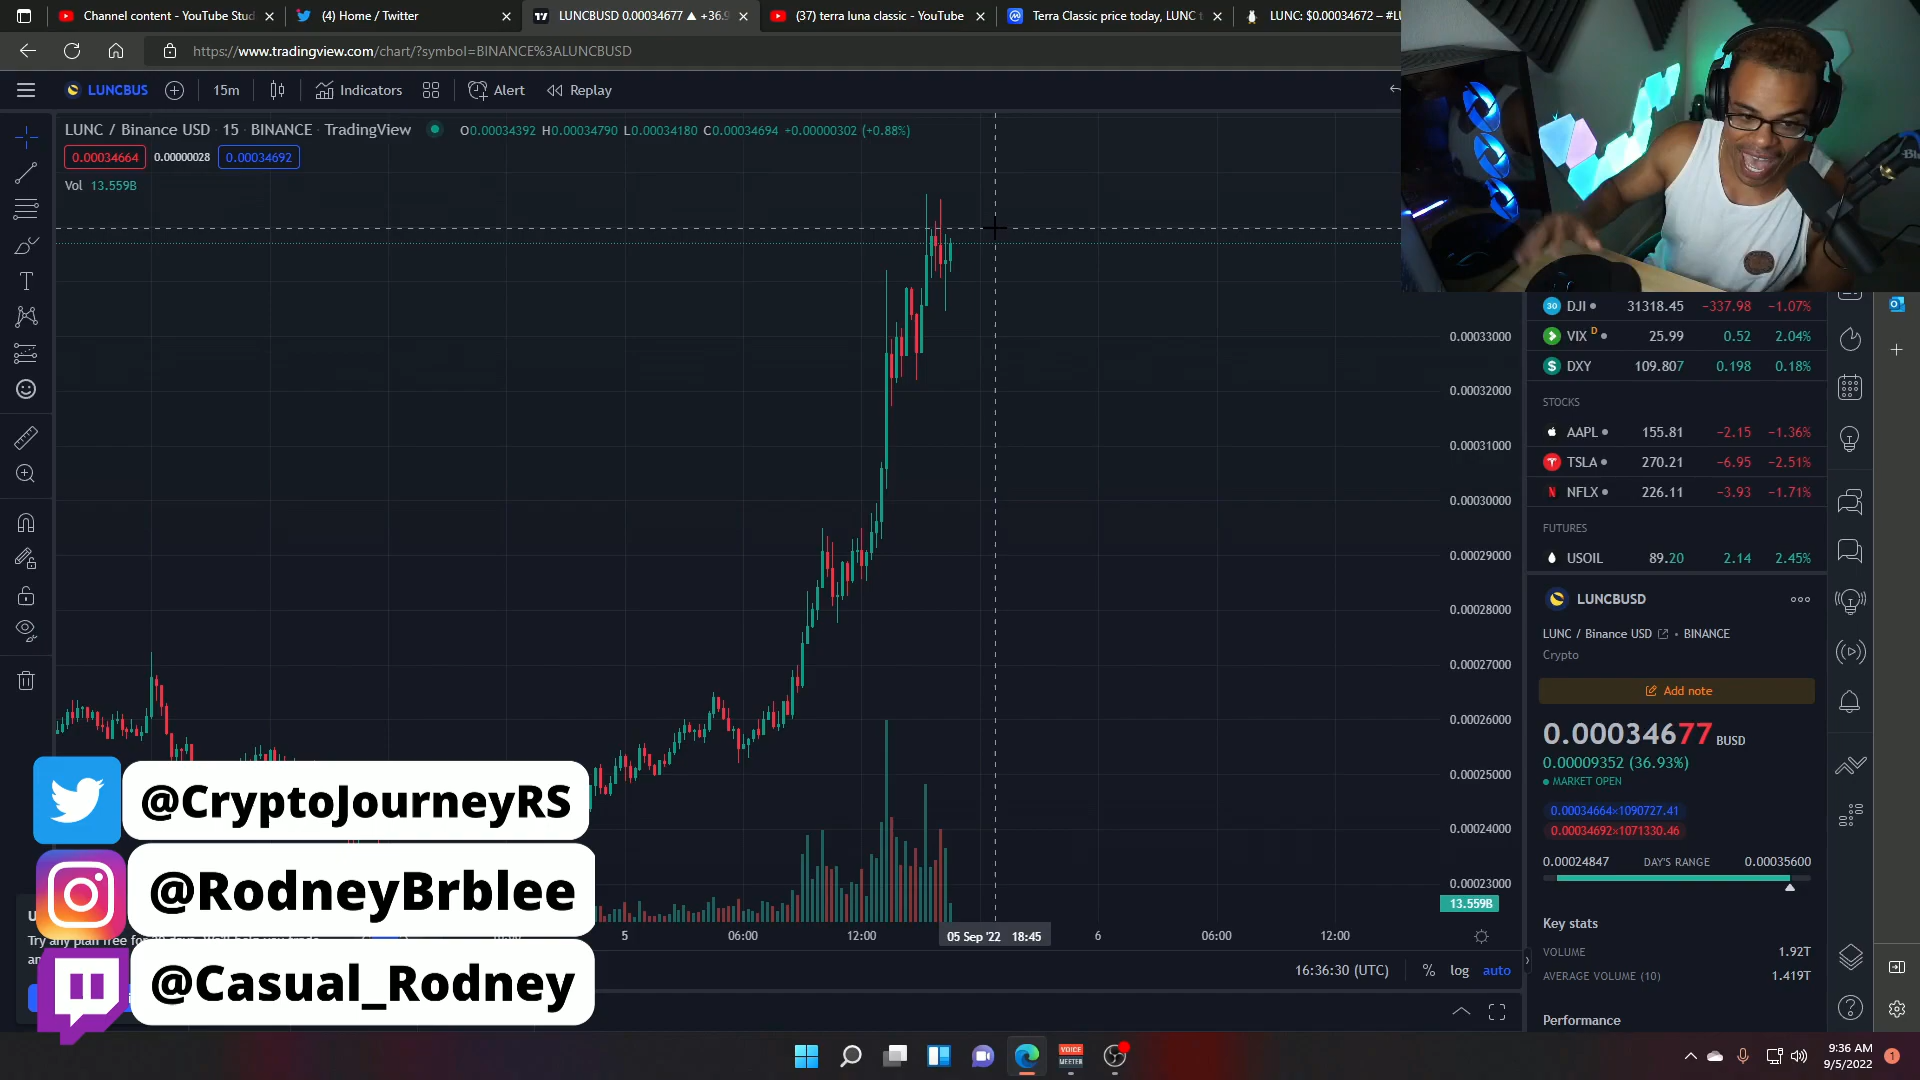 Channel content - YouTube Stud
(4) Home / Twitter
LUNCBUSD 0.00034677 ▲ +36.9
(37) terra luna classic - YouTube
Terra Classic price today, LUNC t
LUNC: $0.00034672 – #LU
https://www.tradingview.com/chart/?symbol=BINANCE%3ALUNCBUSD
LUNCBUS 15m Indicators Alert Replay
LUNC / Binance USD · 15 · BINANCE · TradingView O0.00034392 H0.00034790 L0.00034180 C0.00034694 +0.00000302 (+0.88%)
0.00034664 0.00000028 0.00034692
Vol 13.559B
0.00033000
0.00032000
0.00031000
0.00030000
0.00029000
0.00028000
0.00027000
0.00026000
0.00025000
0.00024000
0.00023000
13.559B
5 06:00 12:00 05 Sep '22 18:45 6 06:00 12:00
16:36:30 (UTC) % log auto
DJI 31318.45 −337.98 −1.07%
VIX D 25.99 0.52 2.04%
DXY 109.807 0.198 0.18%
STOCKS
AAPL 155.81 −2.15 −1.36%
TSLA 270.21 −6.95 −2.51%
NFLX 226.11 −3.93 −1.71%
FUTURES
USOIL 89.20 2.14 2.45%
LUNCBUSD
LUNC / Binance USD • BINANCE
Crypto
Add note
0.00034677 BUSD
0.00009352 (36.93%)
MARKET OPEN
0.00034664×1090727.41
0.00034692×1071330.46
0.00024847 DAY'S RANGE 0.00035600
Key stats
VOLUME 1.92T
AVERAGE VOLUME (10) 1.419T
Performance
@CryptoJourneyRS
@RodneyBrblee
@Casual_Rodney
VOICE
MEETER
9:36 AM
9/5/2022
1